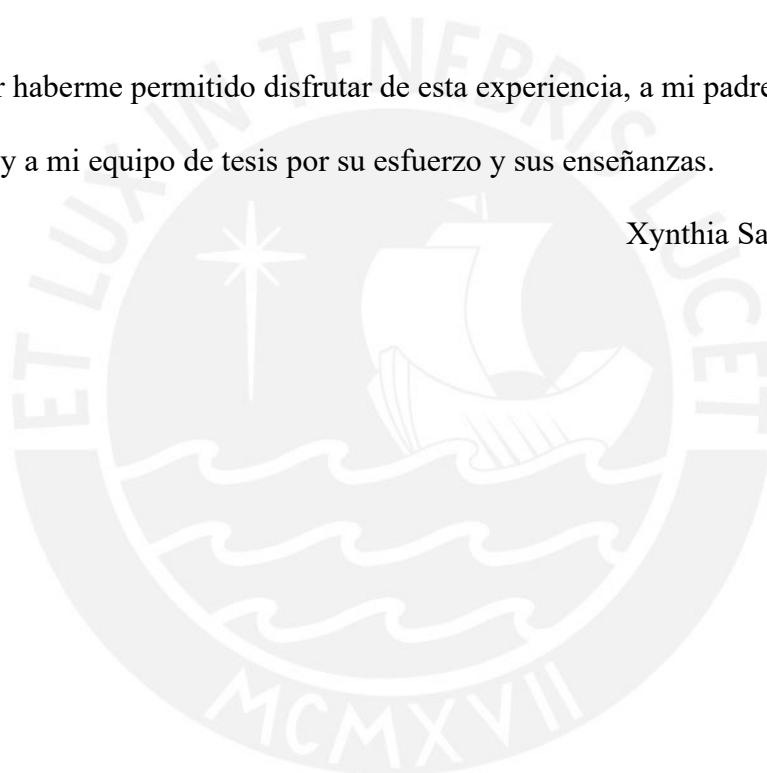 r haberme permitido disfrutar de esta experiencia, a mi padre
y a mi equipo de tesis por su esfuerzo y sus enseñanzas.
Xynthia Sa
ET LUX IN TENEBRIS LUCET
MCMXVII